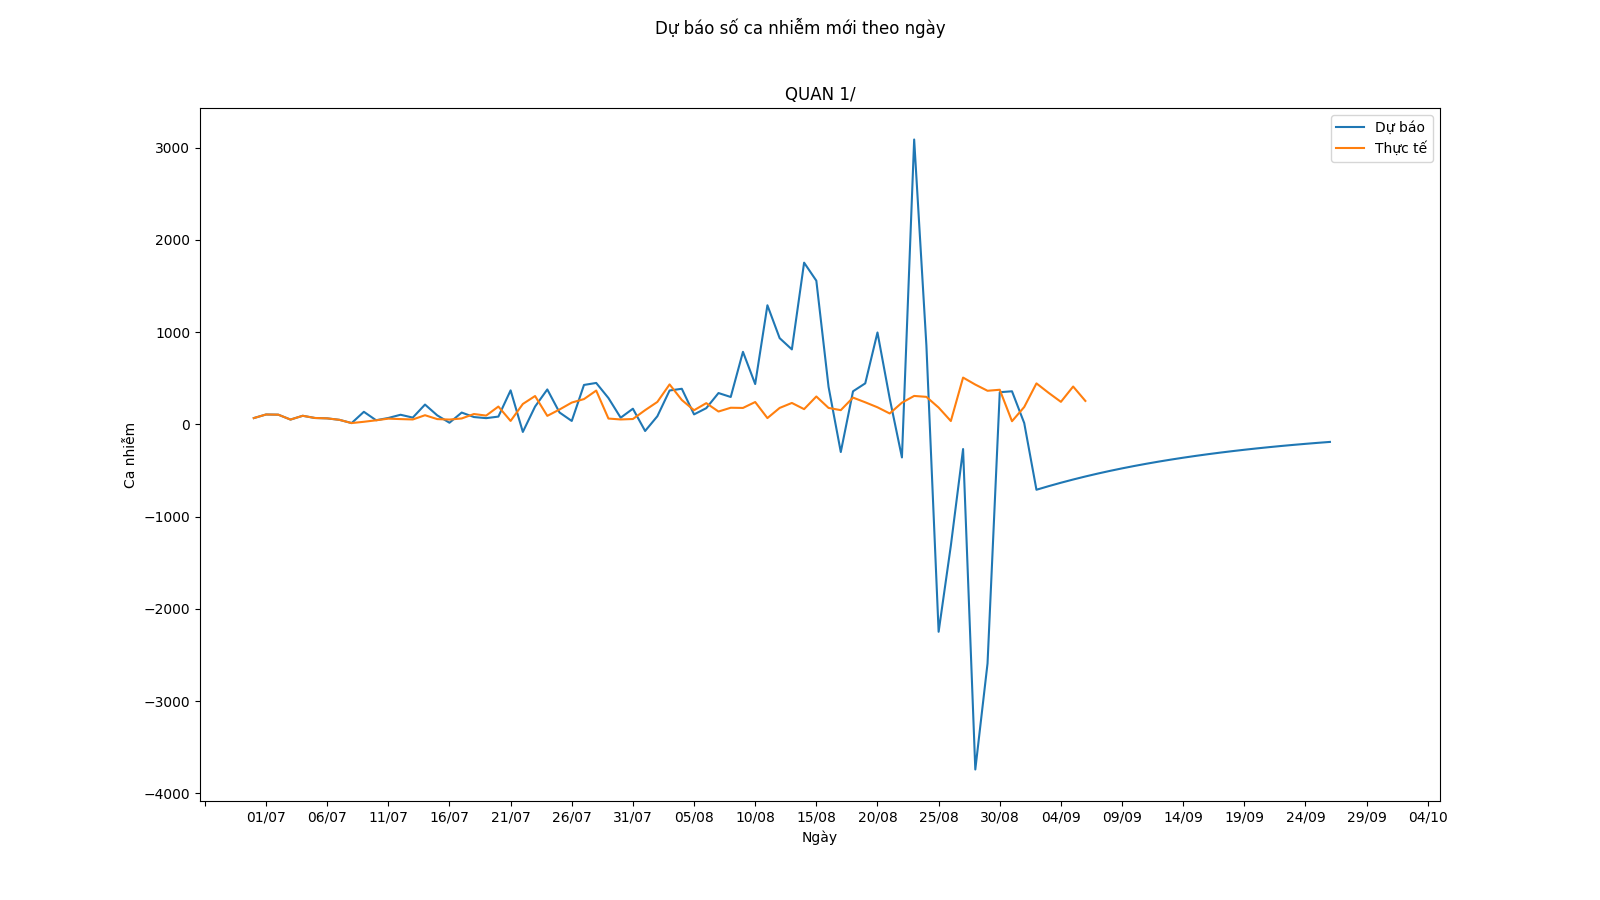 Dự báo số ca nhiễm mới theo ngày
QUAN 1/
Dự báo
Thực tế
3000
2000
1000
0
−1000
−2000
−3000
−4000
Ca nhiễm
01/07 06/07 11/07 16/07 21/07 26/07 31/07 05/08 10/08 15/08 20/08 25/08 30/08 04/09 09/09 14/09 19/09 24/09 29/09 04/10
Ngày